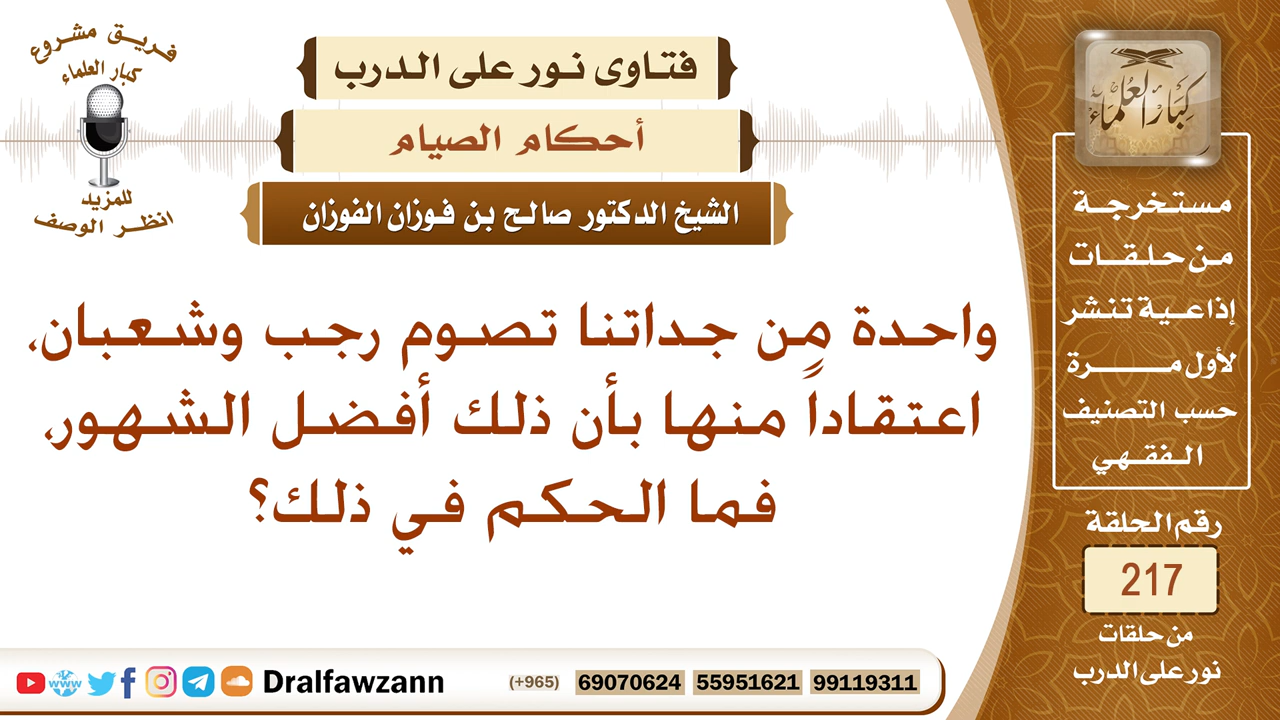 فريق مشروع
كبار العلماء
للمزيد
انظر الوصف
فتاوى نور على الدرب
أحكام الصيام
الشيخ الدكتور صالح بن فوزان الفوزان
واحدة من جداتنا تصوم رجب وشعبان،
اعتقاداً منها بأن ذلك أفضل الشهور،
فما الحكم في ذلك؟
كبار العلماء
مستخرجة
من حلقات
إذاعية تنشر
لأول مرة
حسب التصنيف
الفقهي
رقم الحلقة
217
من حلقات
نور على الدرب
www
Dralfawzann
(+965) 69070624 55951621 99119311